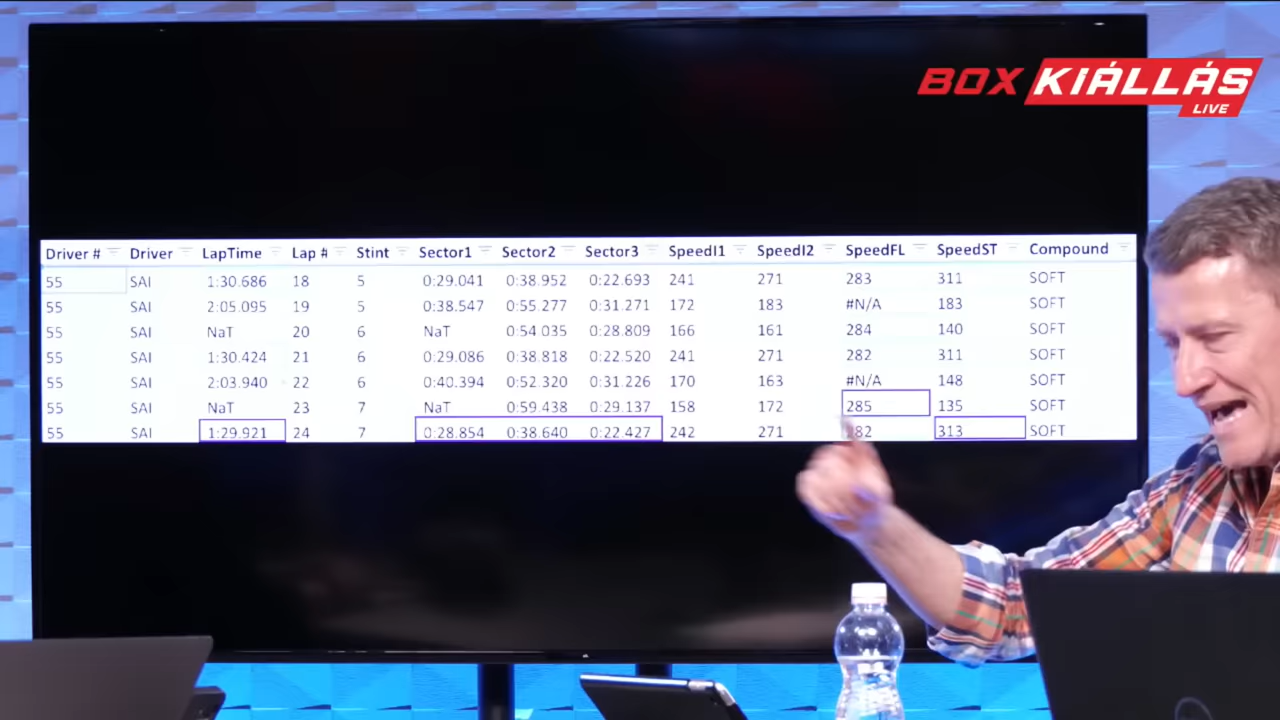 BOX KIÁLLÁS
LIVE
Driver # Driver LapTime Lap # Stint Sector1 Sector2 Sector3 SpeedI1 SpeedI2 SpeedFL SpeedST Compound
55 SAI 1:30.686 18 5 0:29.041 0:38.952 0:22.693 241 271 283 311 SOFT
55 SAI 2:05.095 19 5 0:38.547 0:55.277 0:31.271 172 183 #N/A 183 SOFT
55 SAI NaT 20 6 NaT 0:54.035 0:28.809 166 161 284 140 SOFT
55 SAI 1:30.424 21 6 0:29.086 0:38.818 0:22.520 241 271 282 311 SOFT
55 SAI 2:03.940 22 6 0:40.394 0:52.320 0:31.226 170 163 #N/A 148 SOFT
55 SAI NaT 23 7 NaT 0:59.438 0:29.137 158 172 285 135 SOFT
55 SAI 1:29.921 24 7 0:28.854 0:38.640 0:22.427 242 271 282 313 SOFT